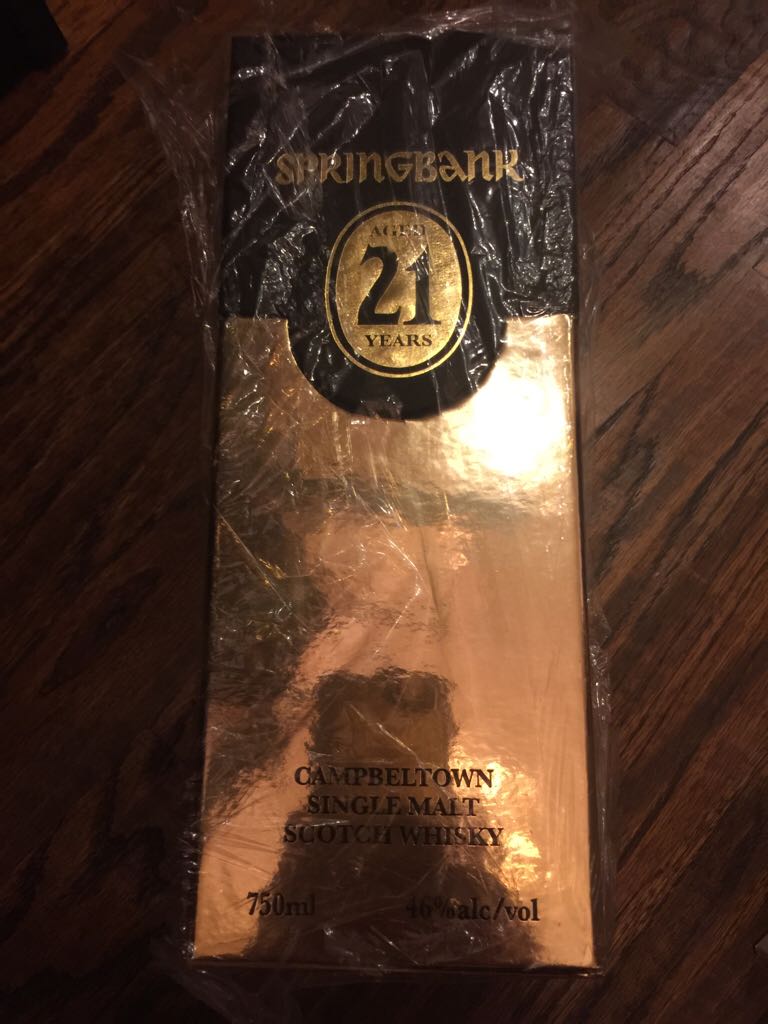 SPRINGBANK
AGED
21
YEARS
CAMPBELTOWN
SINGLE MALT
SCOTCH WHISKY
750ml 46%alc/vol